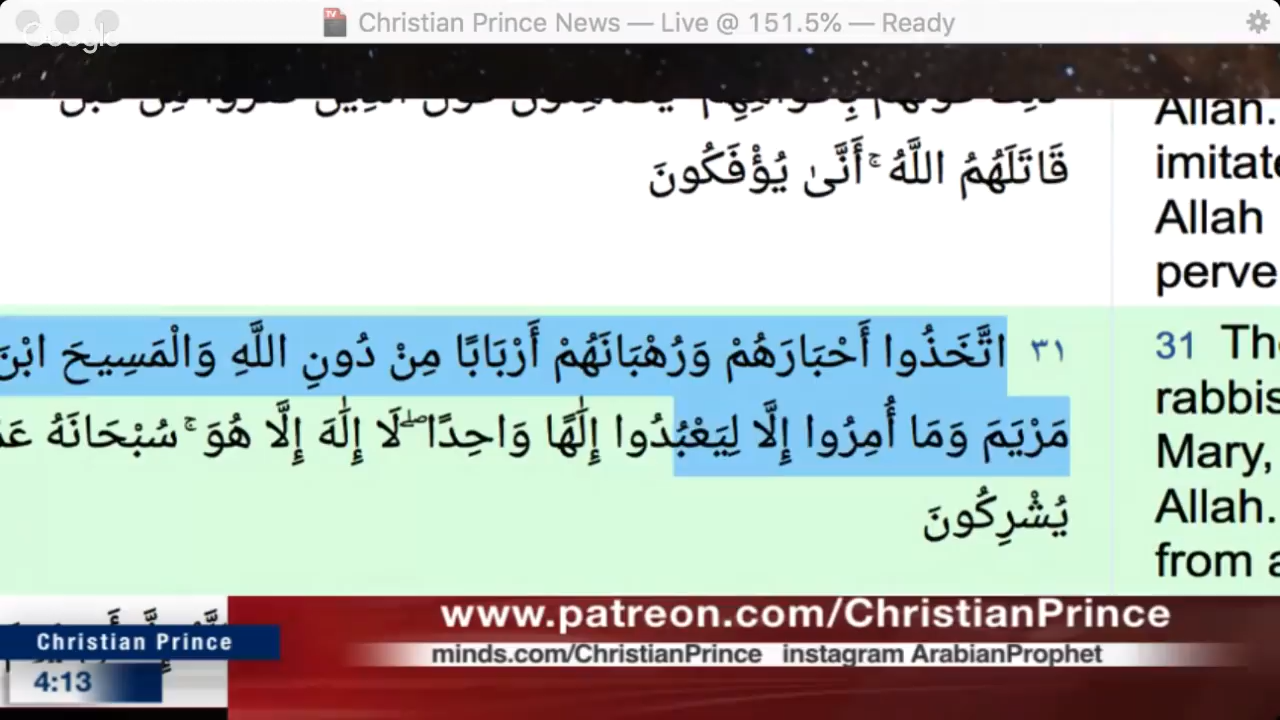 Christian Prince News — Live @ 151.5% — Ready
Google
قَاتَلَهُمُ اللَّهُ ۚ أَنَّىٰ يُؤْفَكُونَ
Allah.
imitate
Allah
perve
٣١ اتَّخَذُوا أَحْبَارَهُمْ وَرُهْبَانَهُمْ أَرْبَابًا مِنْ دُونِ اللَّهِ وَالْمَسِيحَ ابْنَ
مَرْيَمَ وَمَا أُمِرُوا إِلَّا لِيَعْبُدُوا إِلَٰهًا وَاحِدًا ۖ لَا إِلَٰهَ إِلَّا هُوَ ۚ سُبْحَانَهُ
يُشْرِكُونَ
31 The
rabbis
Mary,
Allah.
from a
www.patreon.com/ChristianPrince
minds.com/ChristianPrince instagram ArabianProphet
Christian Prince
4:13